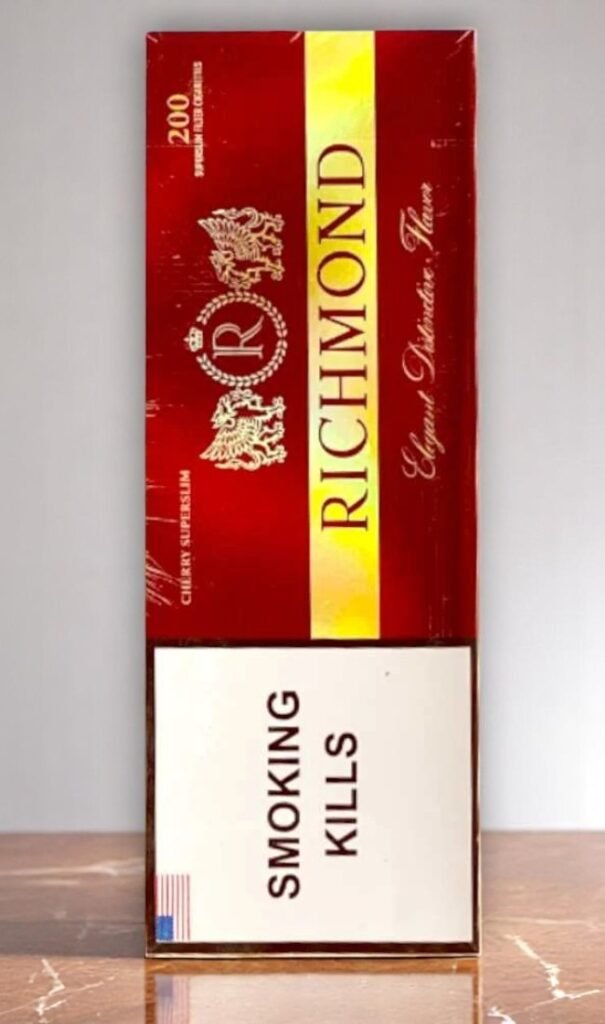 200
SUPERSLIM FILTER CIGARETTES
CHERRY SUPERSLIM
R
RICHMOND
Elegant Distinctive Flavor
SMOKING
KILLS